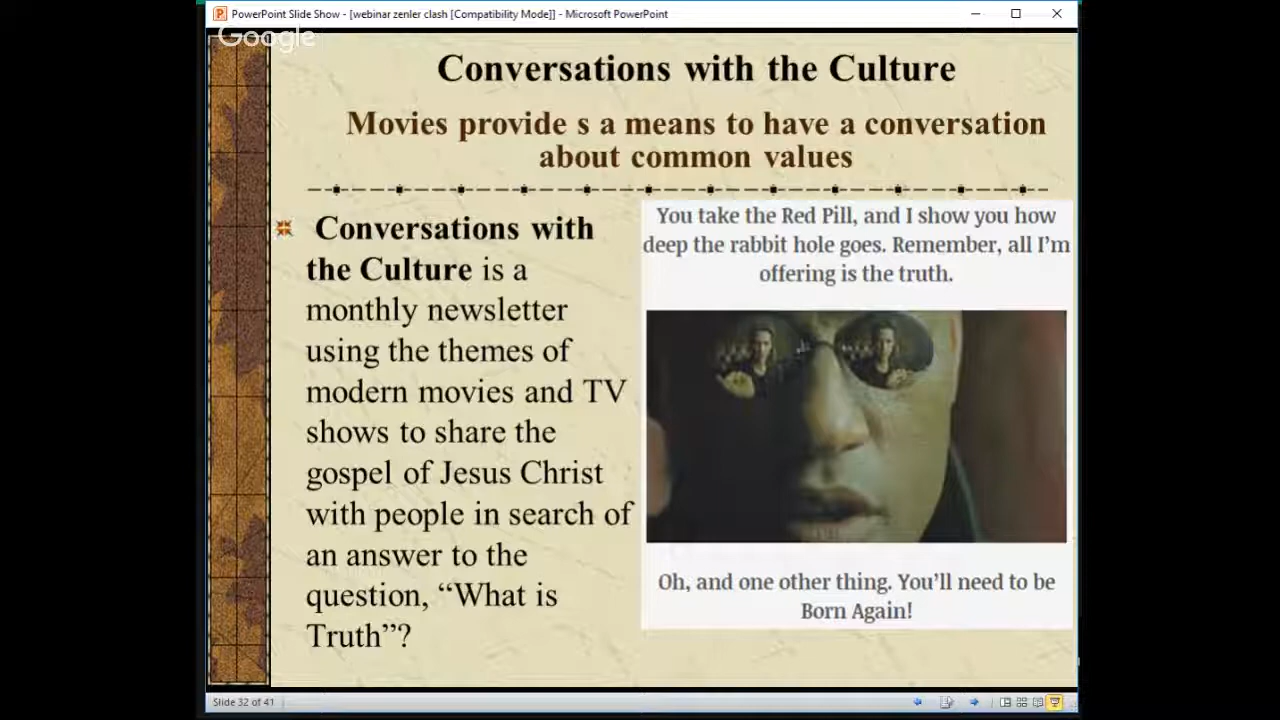 PowerPoint Slide Show - [webinar zenler clash [Compatibility Mode]] - Microsoft PowerPoint
Google
Conversations with the Culture
Movies provide s a means to have a conversation
about common values
Conversations with
the Culture is a
monthly newsletter
using the themes of
modern movies and TV
shows to share the
gospel of Jesus Christ
with people in search of
an answer to the
question, “What is
Truth”?
You take the Red Pill, and I show you how
deep the rabbit hole goes. Remember, all I’m
offering is the truth.
Oh, and one other thing. You’ll need to be
Born Again!
Slide 32 of 41